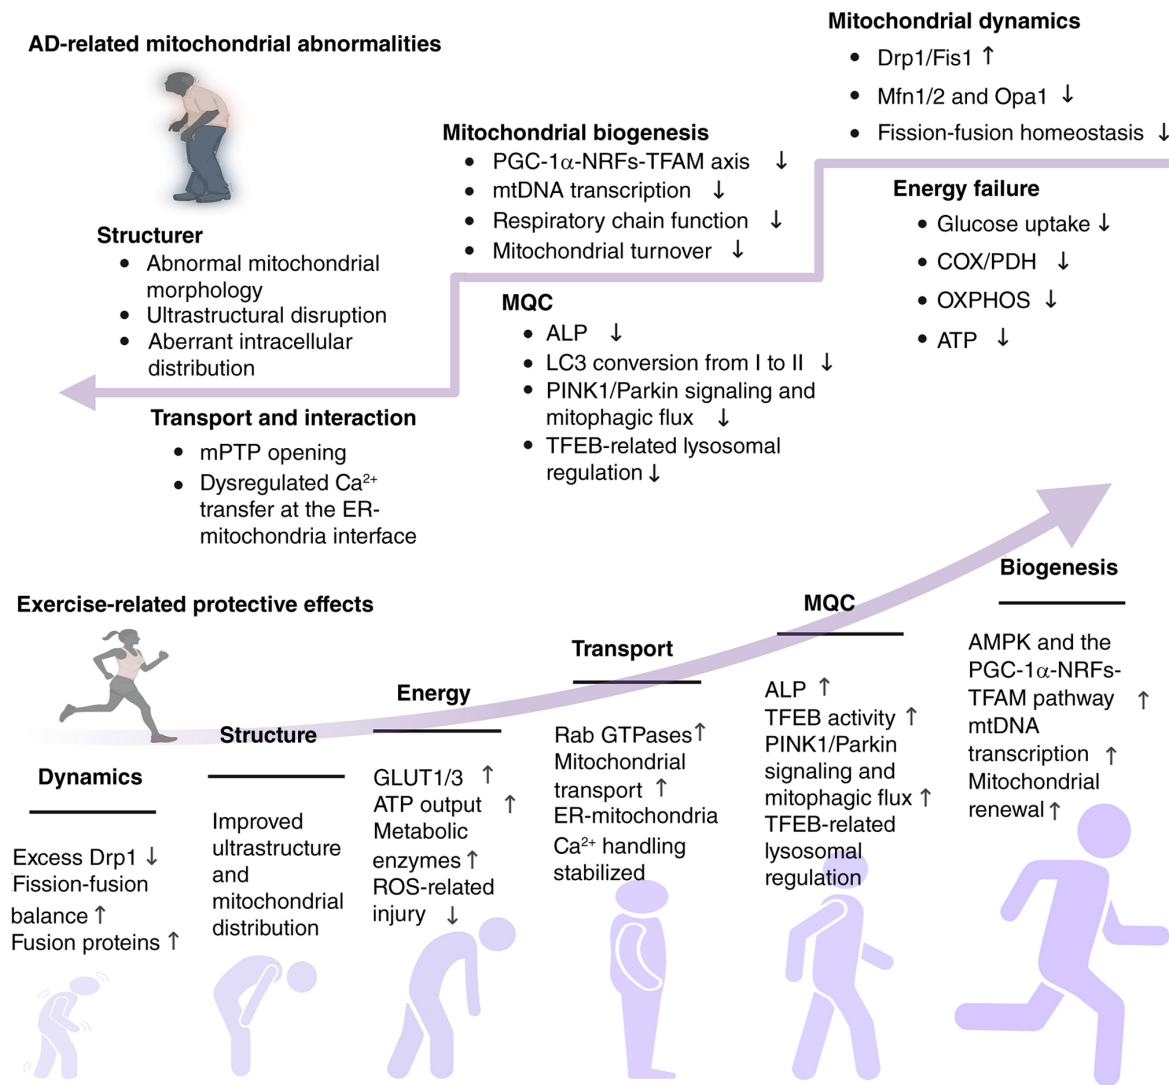 AD-related mitochondrial abnormalities
Structurer
• Abnormal mitochondrial
morphology
• Ultrastructural disruption
• Aberrant intracellular
distribution
Transport and interaction
• mPTP opening
• Dysregulated Ca²⁺
transfer at the ER-
mitochondria interface
Mitochondrial biogenesis
• PGC-1α-NRFs-TFAM axis ↓
• mtDNA transcription ↓
• Respiratory chain function ↓
• Mitochondrial turnover ↓
MQC
• ALP ↓
• LC3 conversion from I to II ↓
• PINK1/Parkin signaling and
mitophagic flux ↓
• TFEB-related lysosomal
regulation ↓
Mitochondrial dynamics
• Drp1/Fis1 ↑
• Mfn1/2 and Opa1 ↓
• Fission-fusion homeostasis ↓
Energy failure
• Glucose uptake ↓
• COX/PDH ↓
• OXPHOS ↓
• ATP ↓
Exercise-related protective effects
Dynamics
Excess Drp1 ↓
Fission-fusion
balance ↑
Fusion proteins ↑
Structure
Improved
ultrastructure
and
mitochondrial
distribution
Energy
GLUT1/3 ↑
ATP output ↑
Metabolic
enzymes ↑
ROS-related
injury ↓
Transport
Rab GTPases ↑
Mitochondrial
transport ↑
ER-mitochondria
Ca²⁺ handling
stabilized
MQC
ALP ↑
TFEB activity ↑
PINK1/Parkin
signaling and
mitophagic flux ↑
TFEB-related
lysosomal
regulation
Biogenesis
AMPK and the
PGC-1α-NRFs-
TFAM pathway ↑
mtDNA
transcription ↑
Mitochondrial
renewal ↑